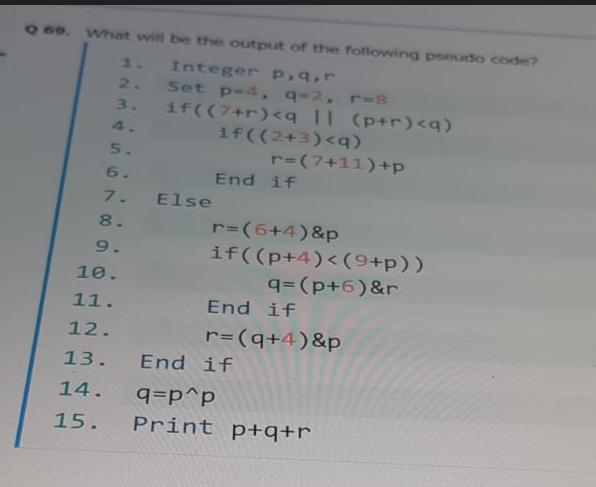 Q 69. What will be the output of the following pseudo code?
1. Integer p,q,r
2. Set p=4, q=2, r=8
3. if((7+r)<q || (p+r)<q)
4. if((2+3)<q)
5. r=(7+11)+p
6. End if
7. Else
8. r=(6+4)&p
9. if((p+4)<(9+p))
10. q=(p+6)&r
11. End if
12. r=(q+4)&p
13. End if
14. q=p^p
15. Print p+q+r